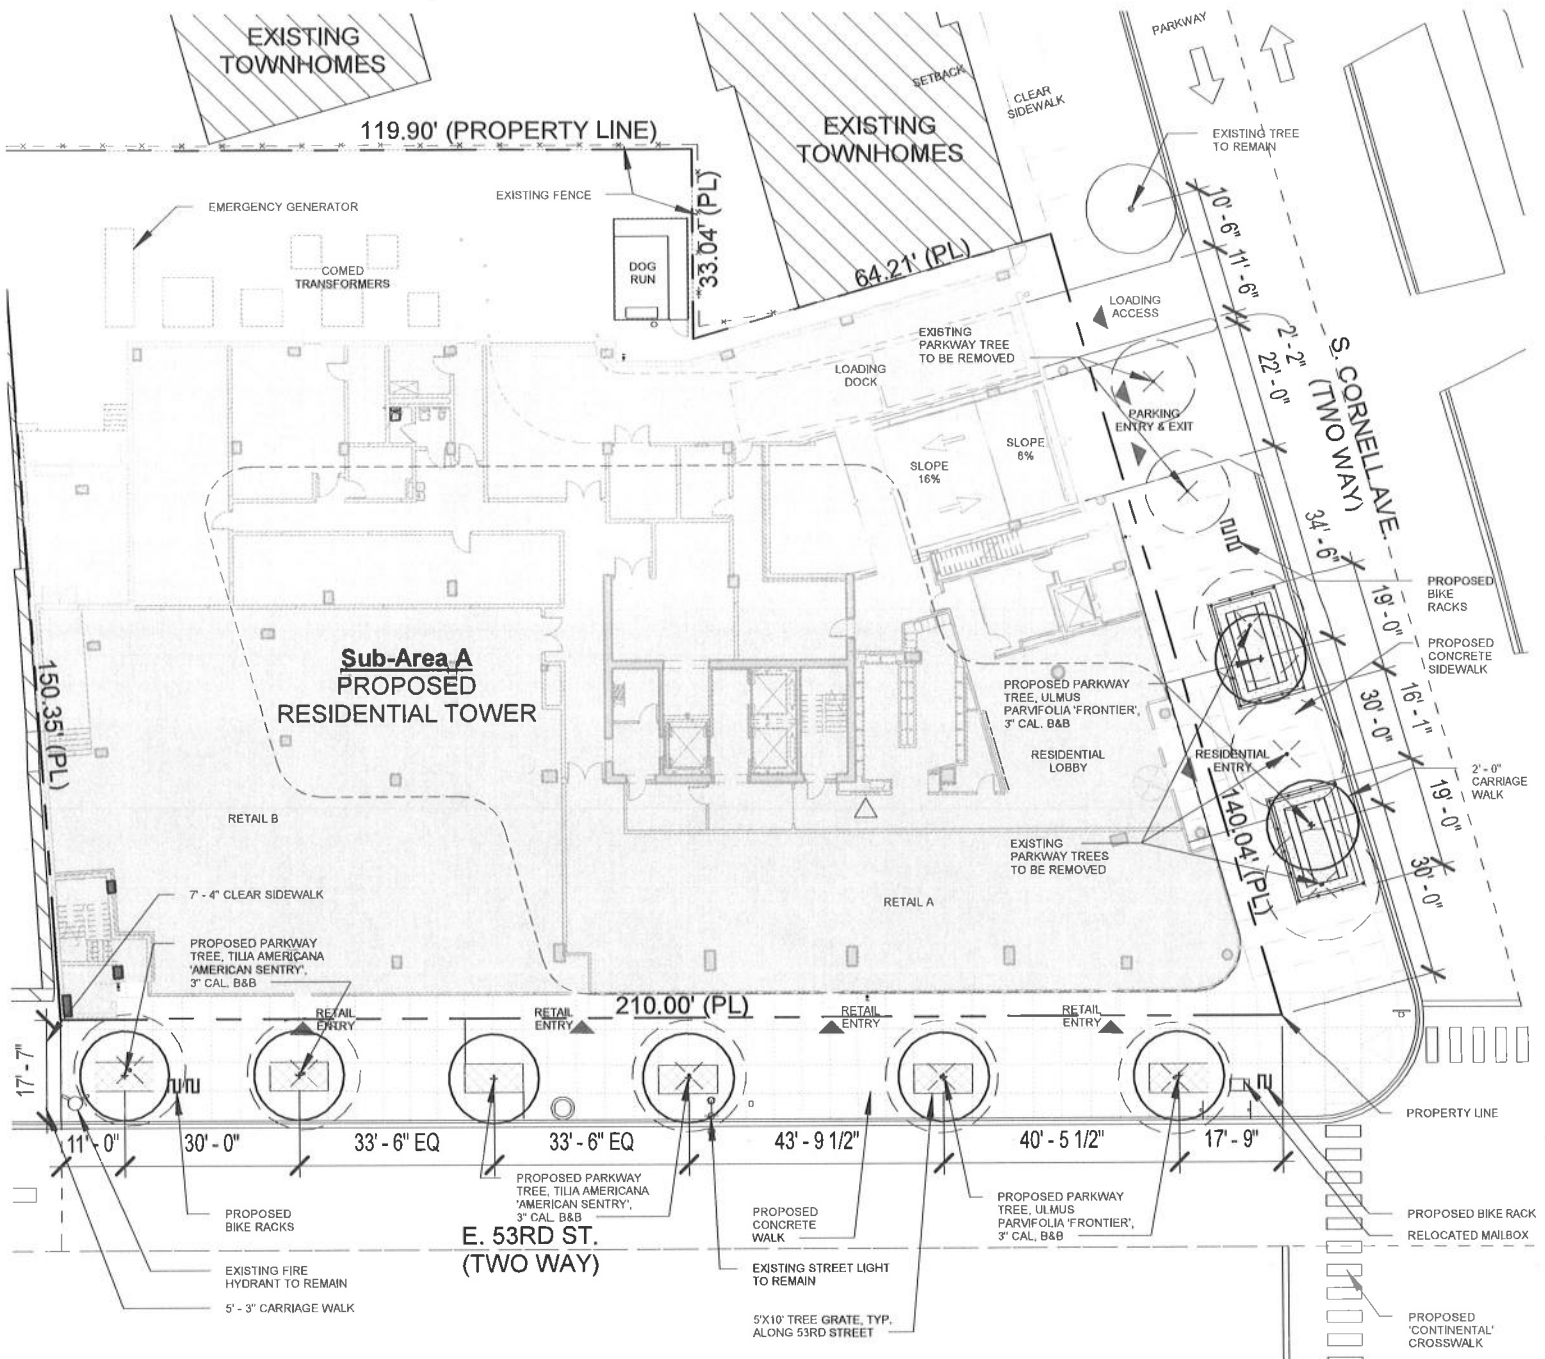 EXISTING
TOWNHOMES
119.90' (PROPERTY LINE)
EXISTING
TOWNHOMES
SETBACK
CLEAR
SIDEWALK
PARKWAY
EXISTING TREE
TO REMAIN
EXISTING FENCE
EMERGENCY GENERATOR
COMED
TRANSFORMERS
DOG
RUN
33.04' (PL)
64.21' (PL)
LOADING
ACCESS
EXISTING
PARKWAY TREE
TO BE REMOVED
LOADING
DOCK
PARKING
ENTRY & EXIT
SLOPE
16%
SLOPE
6%
10'-6"
11'-6"
2'-2"
22'-0"
S. CORNELL AVE.
(TWO WAY)
34'-6"
19'-0"
16'-1"
30'-0"
19'-0"
30'-0"
PROPOSED
BIKE
RACKS
PROPOSED
CONCRETE
SIDEWALK
2'-0"
CARRIAGE
WALK
Sub-Area A
PROPOSED
RESIDENTIAL TOWER
150.35' (PL)
PROPOSED PARKWAY
TREE, ULMUS
PARVIFOLIA 'FRONTIER',
3" CAL. B&B
RESIDENTIAL
LOBBY
RESIDENTIAL
ENTRY
140.04' (PL)
EXISTING
PARKWAY TREES
TO BE REMOVED
RETAIL B
RETAIL A
7'-4" CLEAR SIDEWALK
PROPOSED PARKWAY
TREE, TILIA AMERICANA
'AMERICAN SENTRY',
3" CAL. B&B
210.00' (PL)
RETAIL
ENTRY
RETAIL
ENTRY
RETAIL
ENTRY
RETAIL
ENTRY
17'-7"
11'-0"
30'-0"
33'-6" EQ
33'-6" EQ
43'-9 1/2"
40'-5 1/2"
17'-9"
PROPERTY LINE
PROPOSED
BIKE RACKS
EXISTING FIRE
HYDRANT TO REMAIN
5'-3" CARRIAGE WALK
PROPOSED PARKWAY
TREE, TILIA AMERICANA
'AMERICAN SENTRY',
3" CAL. B&B
E. 53RD ST.
(TWO WAY)
PROPOSED
CONCRETE
WALK
EXISTING STREET LIGHT
TO REMAIN
5'X10' TREE GRATE, TYP.
ALONG 53RD STREET
PROPOSED PARKWAY
TREE, ULMUS
PARVIFOLIA 'FRONTIER',
3" CAL, B&B
PROPOSED BIKE RACK
RELOCATED MAILBOX
PROPOSED
'CONTINENTAL'
CROSSWALK